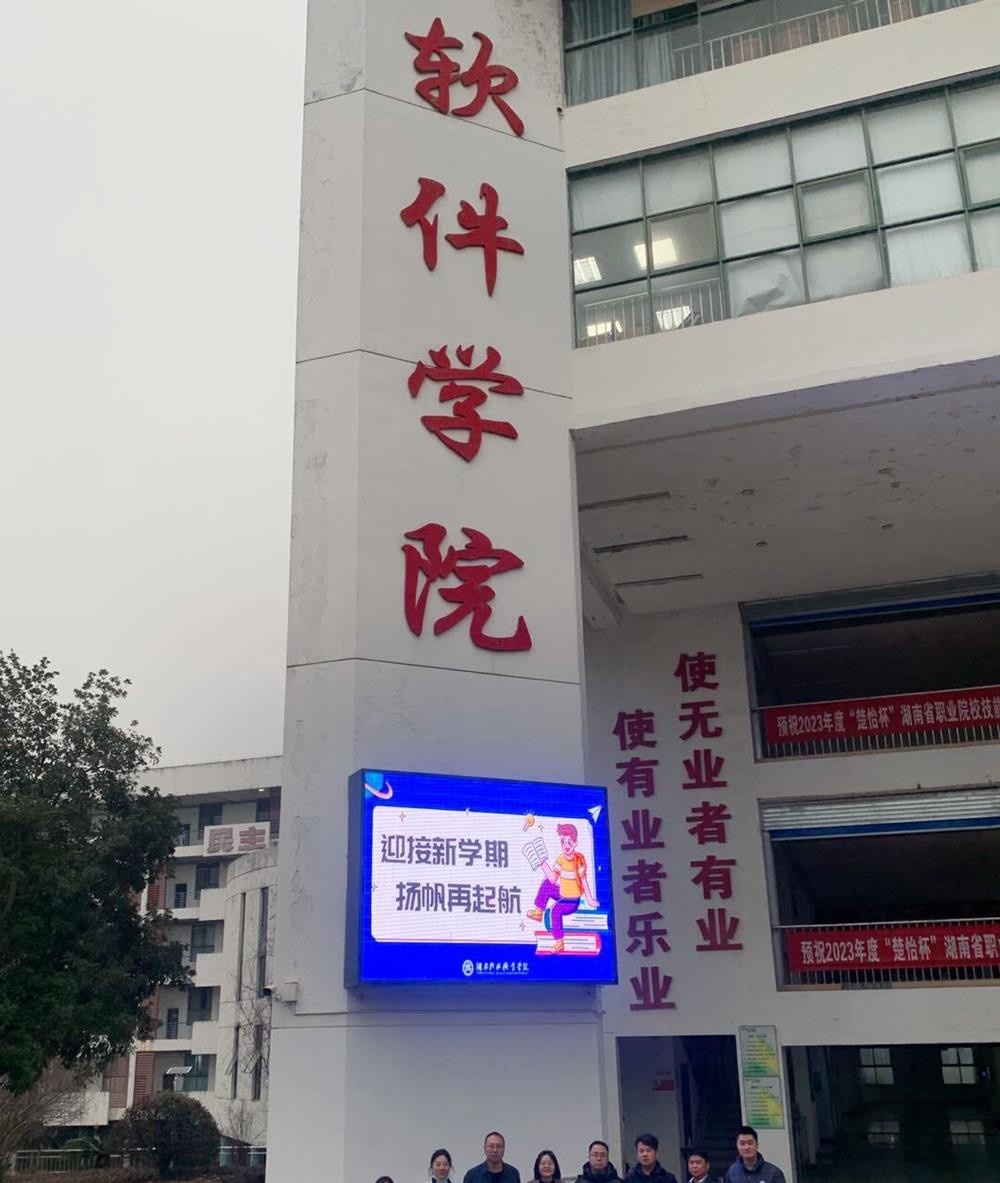 软件学院
使无业者有业
使有业者乐业
预祝2023年度“楚怡杯”湖南省职业院校技能
预祝2023年度“楚怡杯”湖南省职
迎接新学期
扬帆再起航
民主